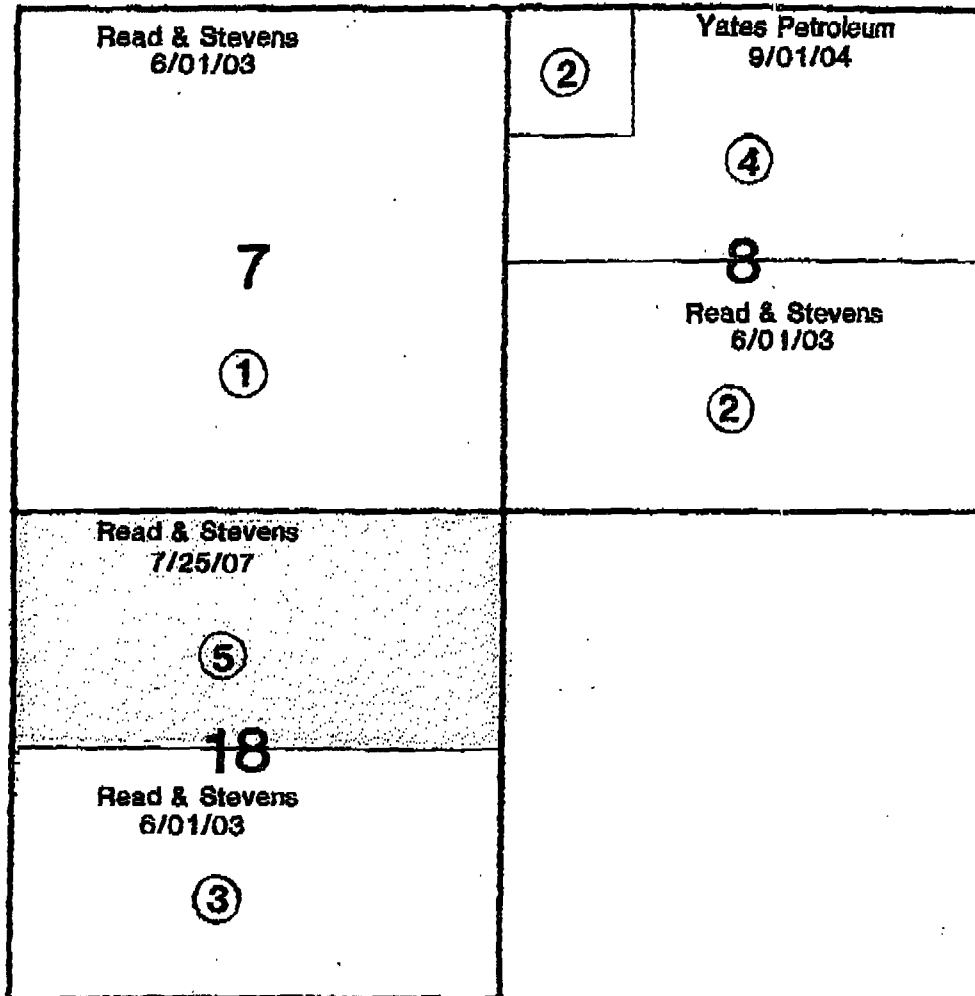 Read & Stevens
6/01/03
7
1
2
Yates Petroleum
9/01/04
4
8
Read & Stevens
6/01/03
2
Read & Stevens
7/25/07
5
18
Read & Stevens
6/01/03
3